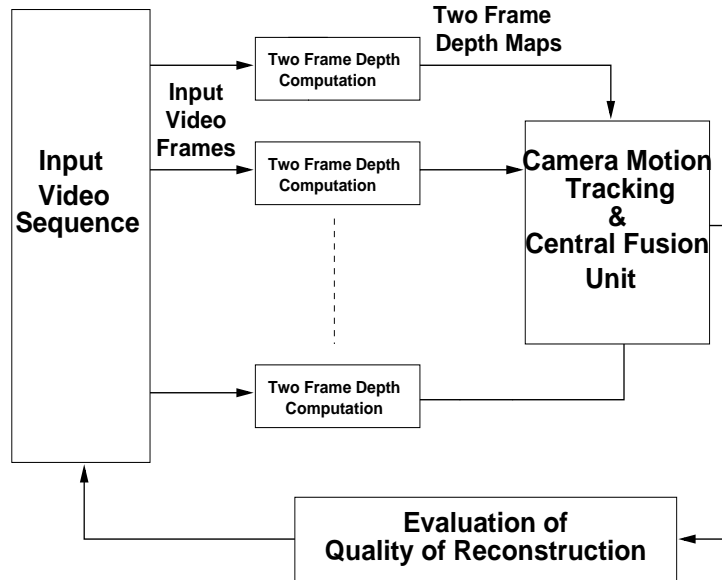 Input
Video
Sequence
Input
Video
Frames
Two Frame Depth
Computation
Two Frame Depth
Computation
Two Frame Depth
Computation
Two Frame
Depth Maps
Camera Motion
Tracking
&
Central Fusion
Unit
Evaluation of
Quality of Reconstruction